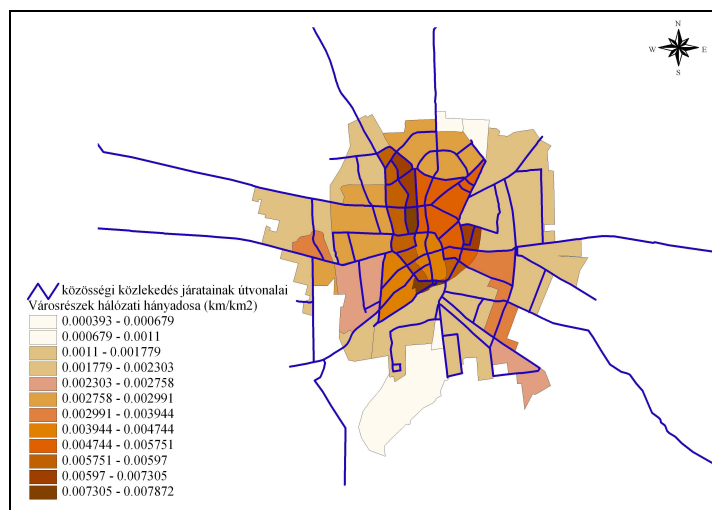 N
W E
S
közösségi közlekedés járatainak útvonalai
Városrészek hálózati hányadosa (km/km2)
0.000393 - 0.000679
0.000679 - 0.0011
0.0011 - 0.001779
0.001779 - 0.002303
0.002303 - 0.002758
0.002758 - 0.002991
0.002991 - 0.003944
0.003944 - 0.004744
0.004744 - 0.005751
0.005751 - 0.00597
0.00597 - 0.007305
0.007305 - 0.007872